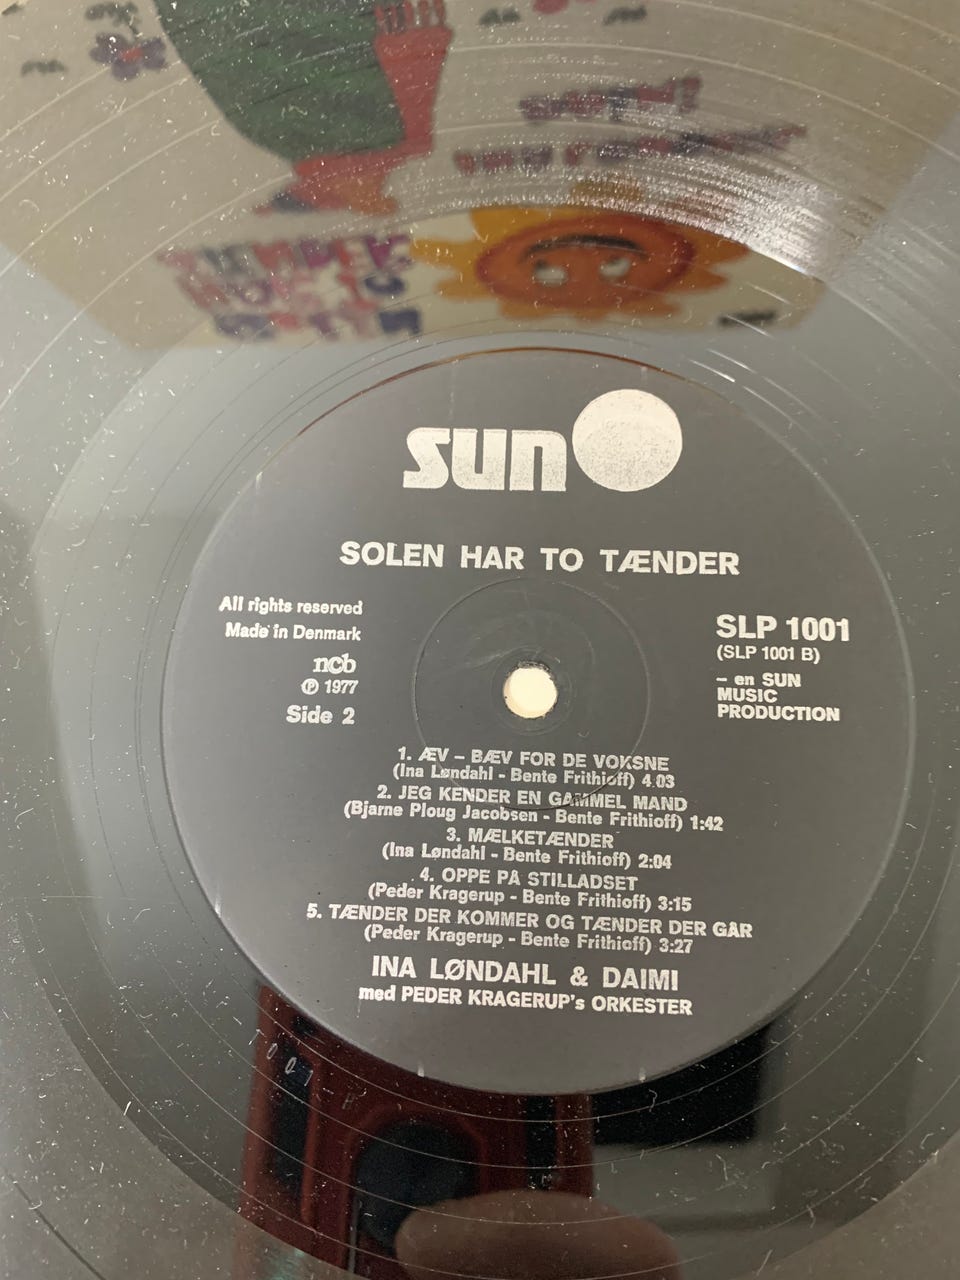 sun
SOLEN HAR TO TÆNDER
All rights reserved
Made in Denmark
ncb
℗ 1977
Side 2
SLP 1001
(SLP 1001 B)
– en SUN
MUSIC
PRODUCTION
1. ÆV – BÆV FOR DE VOKSNE
(Ina Løndahl - Bente Frithioff) 4.03
2. JEG KENDER EN GAMMEL MAND
(Bjarne Ploug Jacobsen - Bente Frithioff) 1:42
3. MÆLKETÆNDER
(Ina Løndahl - Bente Frithioff) 2:04
4. OPPE PÅ STILLADSET
(Peder Kragerup - Bente Frithioff) 3:15
5. TÆNDER DER KOMMER OG TÆNDER DER GÅR
(Peder Kragerup - Bente Frithioff) 3:27
INA LØNDAHL & DAIMI
med PEDER KRAGERUP's ORKESTER